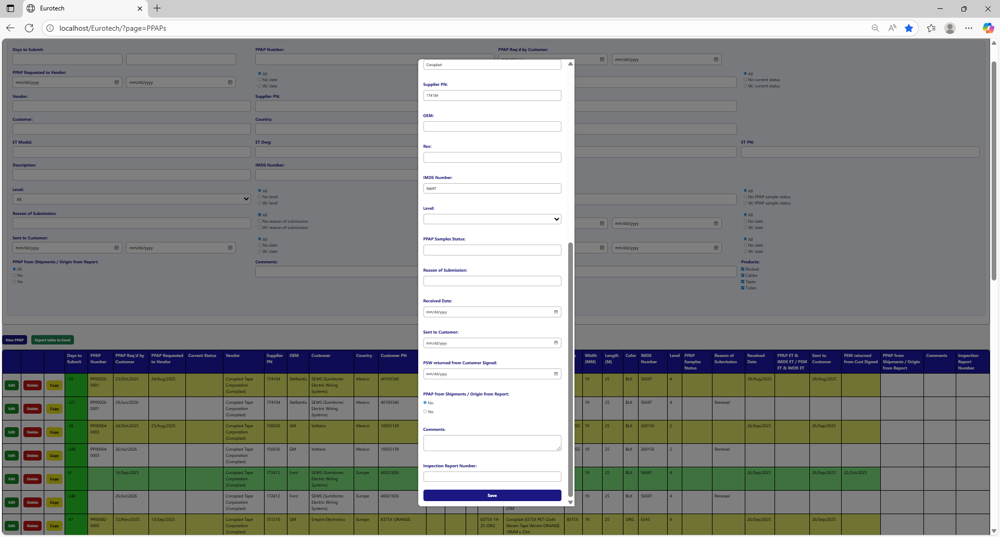 Eurotech
localhost/Eurotech/?page=PPAPs
Days to Submit:
PPAP Number:
PPAP Req'd by Customer:
mm/dd/yyyy
PPAP Requested to Vendor:
mm/dd/yyyy - mm/dd/yyyy
All
No date
W/ date
All
No current status
W/ current status
Vendor:
Supplier PN:
Customer:
Country:
ET Model:
ET Dwg:
ET PN:
Description:
IMDS Number:
Level:
All
All
No level
W/ level
All
No PPAP sample status
W/ PPAP sample status
Reason of Submission:
All
No reason of submission
W/ reason of submission
mm/dd/yyyy
All
No date
W/ date
Sent to Customer:
mm/dd/yyyy - mm/dd/yyyy
All
No date
W/ date
mm/dd/yyyy
All
No date
W/ date
PPAP from Shipments / Origin from Report:
All
No
Yes
Comments:
Products:
BluSeal
Cables
Tapes
Tubes
Coroplast
Supplier PN:
174104
OEM:
Rev:
IMDS Number:
56697
Level:
PPAP Samples Status:
Reason of Submission:
Received Date:
mm/dd/yyyy
Sent to Customer:
mm/dd/yyyy
PSW returned from Customer Signed:
mm/dd/yyyy
PPAP from Shipments / Origin from Report:
No
Yes
Comments:
Inspection Report Number:
Save
New PPAP
Export table to Excel
Days to Submit PPAP Number PPAP Req'd by Customer PPAP Requested to Vendor Current Status Vendor Supplier PN OEM Customer Country Customer PN Width (MM) Length (M) Color IMDS Number Level PPAP Samples Status Reason of Submission Received Date PPAP ET & IMDS ET / PSW ET & IMDS ET Sent to Customer PSW returned from Cust Signed PPAP from Shipments / Origin from Report Comments Inspection Report Number
Edit Delete Copy -55 PP00026-0001 23/Oct/2025 24/Aug/2025 Coroplast Tape Corporation (Coroplast) 174104 Stelliantis SEWS (Sumitomo Electric Wiring Systems) Mexico 40193540 19 25 BLK 56697 4 29/Aug/2025 29/Aug/2025
Edit Delete Copy -221 PP00026-0001 29/Jun/2026 Coroplast Tape Corporation (Coroplast) 174104 Stelliantis SEWS (Sumitomo Electric Wiring Systems) Mexico 40193540 19 25 BLK 56697 4 Renewal
Edit Delete Copy -28 PP00064-0003 24/Oct/2025 25/Aug/2025 Coroplast Tape Corporation (Coroplast) 156030 GM Voltaira Mexico 10035139 19 25 BLK 260156 2 26/Sep/2025 26/Sep/2025
Edit Delete Copy -248 PP00064-0003 26/Jul/2026 Coroplast Tape Corporation (Coroplast) 156030 GM Voltaira Mexico 10035139 19 25 BLK 260156 2 Renewal
Edit Delete Copy 10 16/Sep/2025 Coroplast Tape Corporation (Coroplast) 172412 Ford SEWS (Sumitomo Electric Wiring Systems) Europe 40021836 19 25 BLK 56697 4 26/Sep/2025 26/Sep/2025 22/Oct/2025
Edit Delete Copy -248 26/Jul/2026 Coroplast Tape Corporation (Coroplast) 172412 Ford SEWS (Sumitomo Electric Wiring Systems) Europe 40021836 25M 19 25 BLK 56697 4 Renewal
Edit Delete Copy -47 PP00082-0005 12/Nov/2025 13/Sep/2025 Coroplast Tape Corporation (Coroplast) 151210 GM Empire Electronics Europe 8375X-ORANGE 8375X-19-25-ORG Coroplast 8375X PET-Cloth Woven Tape Woven ORANGE 19MM x 25m 8375X 19 25 ORG 6345 4 26/Sep/2025 26/Sep/2025